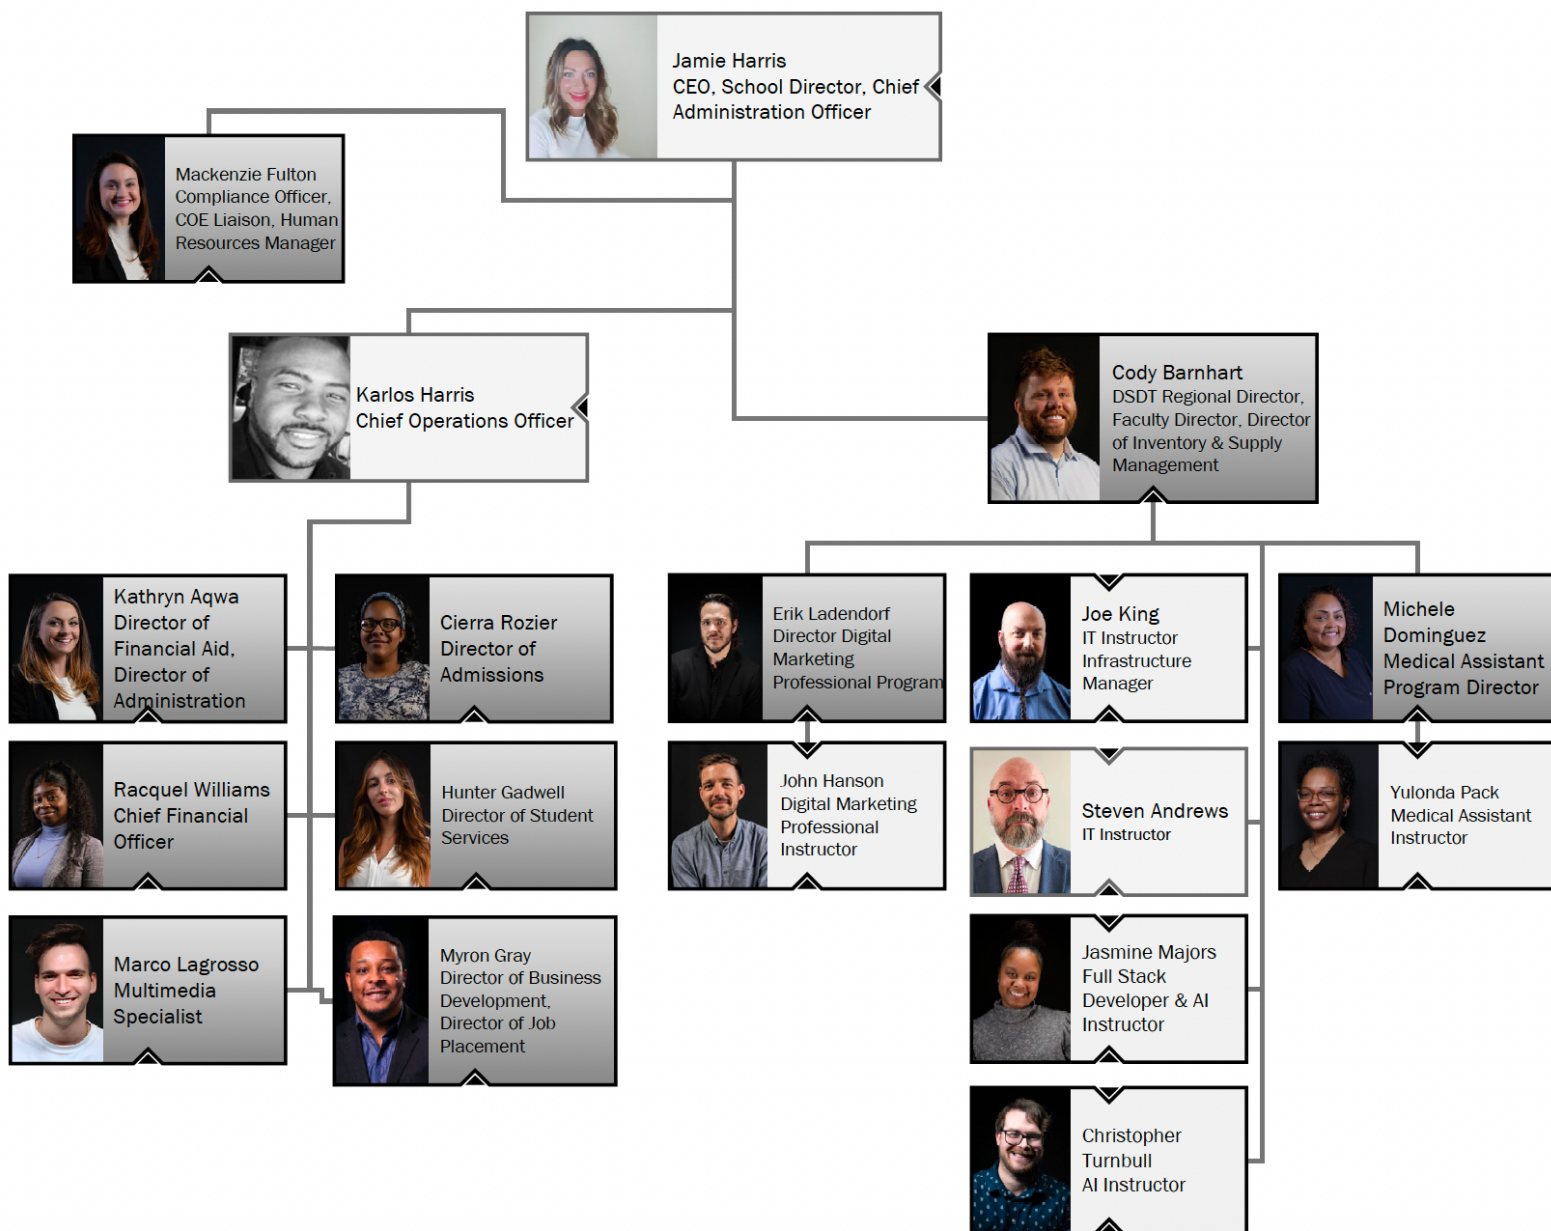 Jamie Harris
CEO, School Director, Chief
Administration Officer
Mackenzie Fulton
Compliance Officer,
COE Liaison, Human
Resources Manager
Karlos Harris
Chief Operations Officer
Cody Barnhart
DSDT Regional Director,
Faculty Director, Director
of Inventory & Supply
Management
Kathryn Aqwa
Director of
Financial Aid,
Director of
Administration
Cierra Rozier
Director of
Admissions
Erik Ladendorf
Director Digital
Marketing
Professional Program
Joe King
IT Instructor
Infrastructure
Manager
Michele
Dominguez
Medical Assistant
Program Director
Racquel Williams
Chief Financial
Officer
Hunter Gadwell
Director of Student
Services
John Hanson
Digital Marketing
Professional
Instructor
Steven Andrews
IT Instructor
Yulonda Pack
Medical Assistant
Instructor
Marco Lagrosso
Multimedia
Specialist
Myron Gray
Director of Business
Development,
Director of Job
Placement
Jasmine Majors
Full Stack
Developer & AI
Instructor
Christopher
Turnbull
AI Instructor